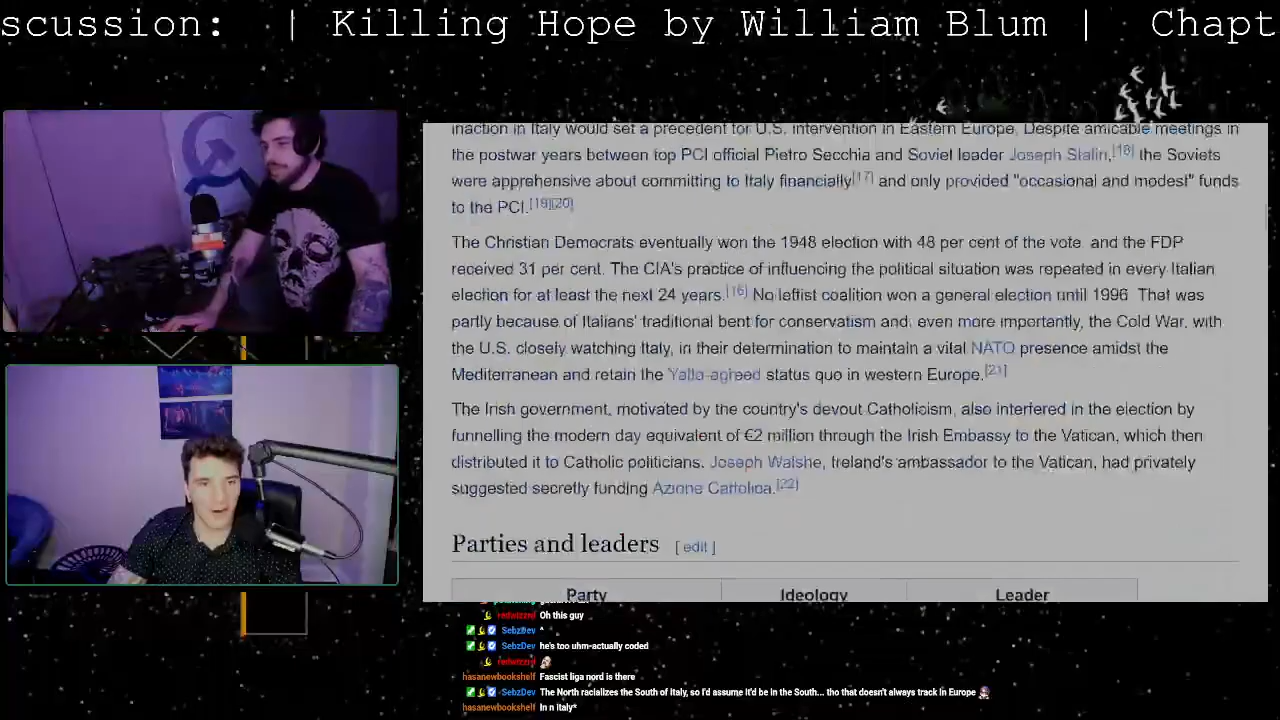 scussion: | Killing Hope by William Blum | Chapt
inaction in Italy would set a precedent for U.S. intervention in Eastern Europe. Despite amicable meetings in
the postwar years between top PCI official Pietro Secchia and Soviet leader Joseph Stalin,[18] the Soviets
were apprehensive about committing to Italy financially[17] and only provided "occasional and modest" funds
to the PCI.[19][20]
The Christian Democrats eventually won the 1948 election with 48 per cent of the vote, and the FDP
received 31 per cent. The CIA's practice of influencing the political situation was repeated in every Italian
election for at least the next 24 years.[16] No leftist coalition won a general election until 1996. That was
partly because of Italians' traditional bent for conservatism and, even more importantly, the Cold War, with
the U.S. closely watching Italy, in their determination to maintain a vital NATO presence amidst the
Mediterranean and retain the Yalta-agreed status quo in western Europe.[21]
The Irish government, motivated by the country's devout Catholicism, also interfered in the election by
funnelling the modern day equivalent of €2 million through the Irish Embassy to the Vatican, which then
distributed it to Catholic politicians. Joseph Walshe, Ireland's ambassador to the Vatican, had privately
suggested secretly funding Azione Cattolica.[22]
Parties and leaders [ edit ]
Party Ideology Leader
Oh this guy
SebzDev ^
SebzDev he's too uhm-actually coded
hasanewbookshelf Fascist liga nord is there
SebzDev The North racializes the South of Italy, so I'd assume it'd be in the South... tho that doesn't always track in Europe
hasanewbookshelf In n italy*